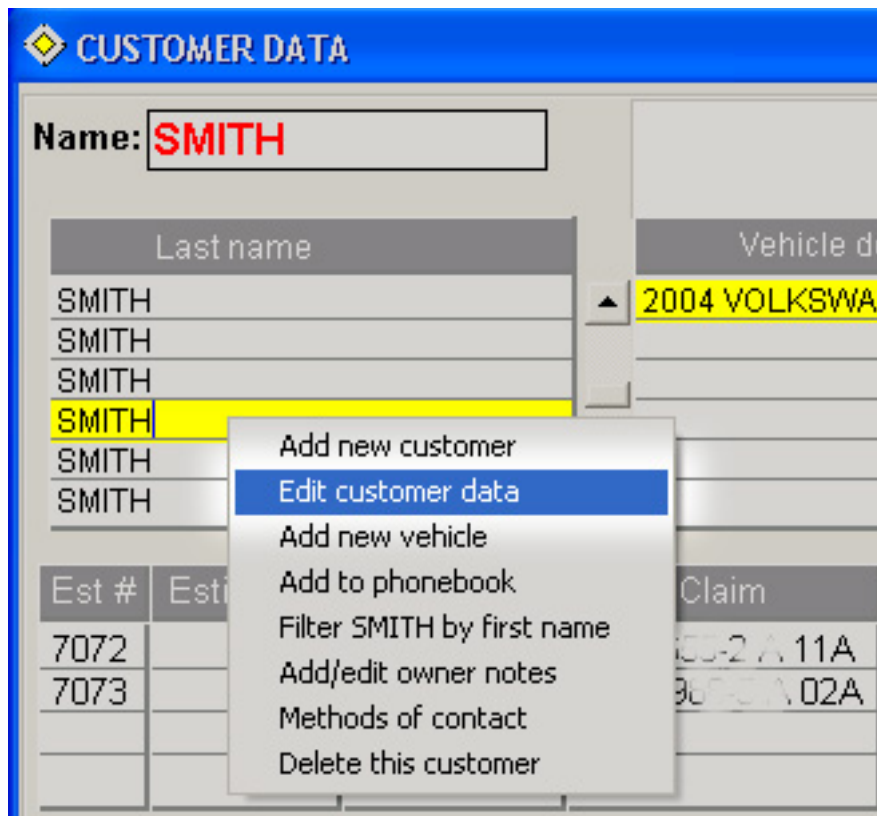 CUSTOMER DATA
Name: SMITH
Last name
Vehicle d
SMITH
2004 VOLKSWA
SMITH
SMITH
SMITH
SMITH
SMITH
Add new customer
Edit customer data
Add new vehicle
Add to phonebook
Filter SMITH by first name
Add/edit owner notes
Methods of contact
Delete this customer
Est # Esti Claim
7072 11A
7073 02A